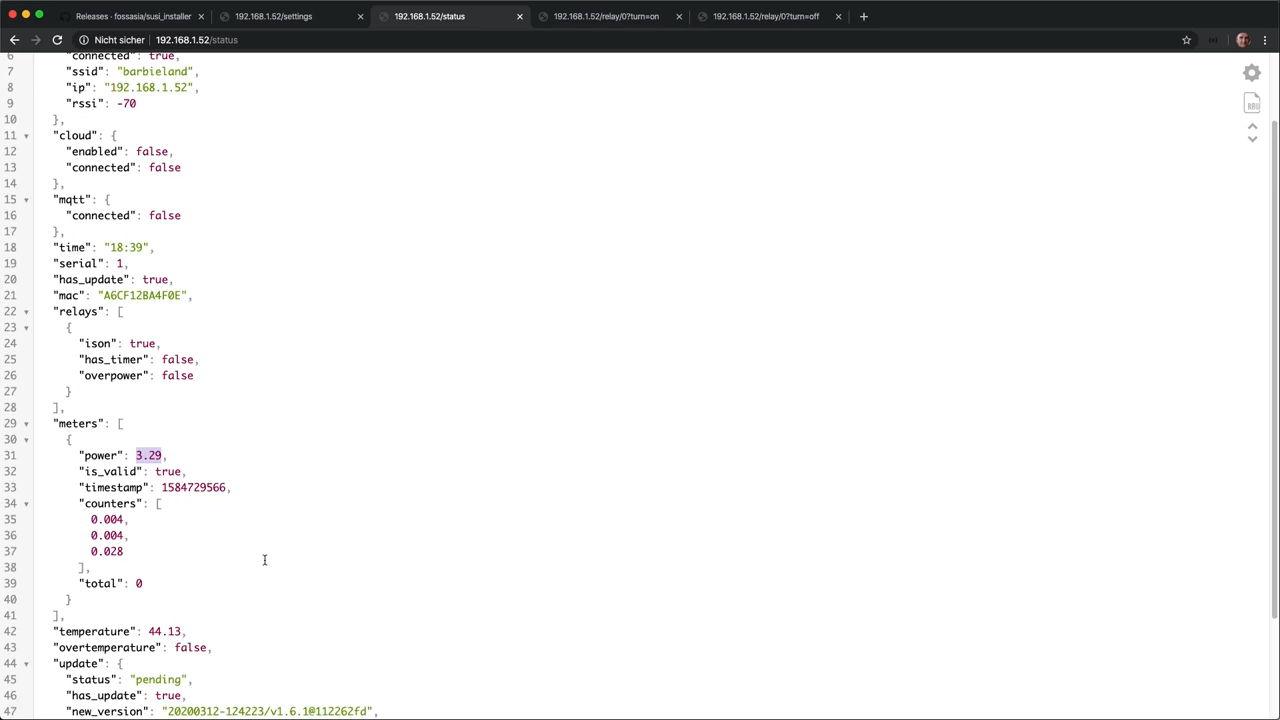 Releases · fossasia/susi_installer
192.168.1.52/settings
192.168.1.52/status
192.168.1.52/relay/0?turn=on
192.168.1.52/relay/0?turn=off
Nicht sicher
192.168.1.52/status
6 "connected": true,
7 "ssid": "barbieland",
8 "ip": "192.168.1.52",
9 "rssi": -70
10 },
11 "cloud": {
12 "enabled": false,
13 "connected": false
14 },
15 "mqtt": {
16 "connected": false
17 },
18 "time": "18:39",
19 "serial": 1,
20 "has_update": true,
21 "mac": "A6CF12BA4F0E",
22 "relays": [
23 {
24 "ison": true,
25 "has_timer": false,
26 "overpower": false
27 }
28 ],
29 "meters": [
30 {
31 "power": 3.29,
32 "is_valid": true,
33 "timestamp": 1584729566,
34 "counters": [
35 0.004,
36 0.004,
37 0.028
38 ],
39 "total": 0
40 }
41 ],
42 "temperature": 44.13,
43 "overtemperature": false,
44 "update": {
45 "status": "pending",
46 "has_update": true,
47 "new_version": "20200312-124223/v1.6.1@112262fd",
RAW